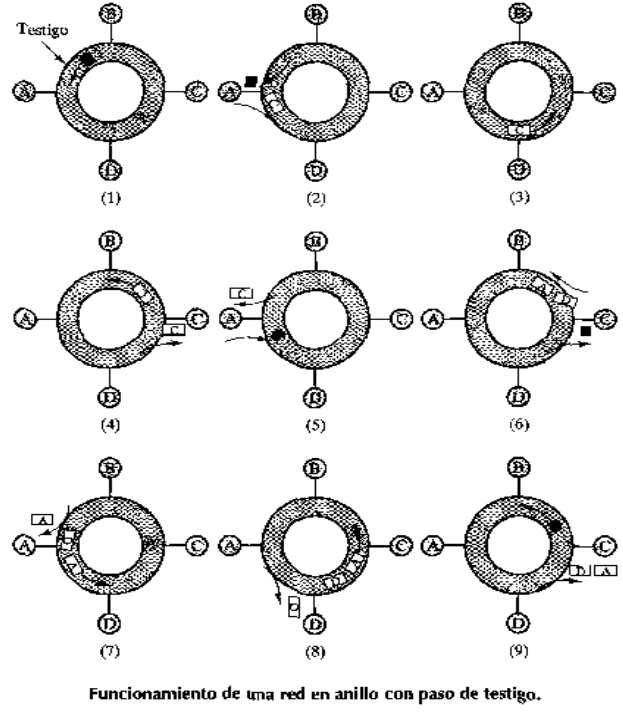 B
Testigo
A C
D
(1)
B
A C
D
(2)
B
A C
C
D
(3)
B
A C
C
D
(4)
B
C
A C
D
(5)
B
A D
A C
D
(6)
B
A
A C
D
A
D
(7)
B
A C
D A
D
D
(8)
B
A C
D A
D
(9)
Funcionamiento de una red en anillo con paso de testigo.